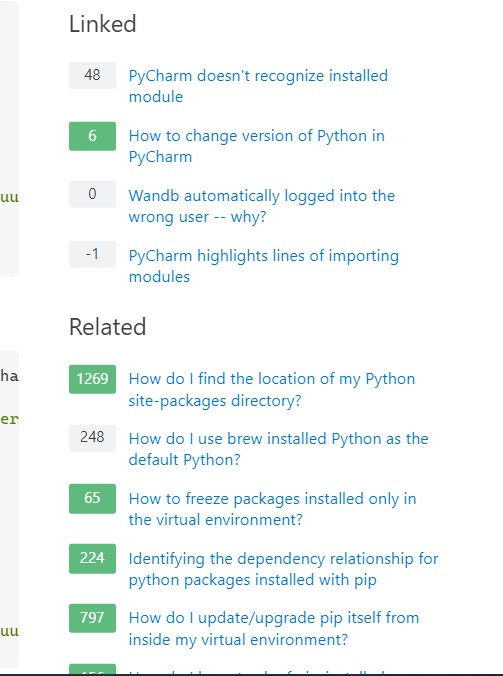 Linked
48 PyCharm doesn't recognize installed
module
6 How to change version of Python in
PyCharm
uu
0 Wandb automatically logged into the
wrong user -- why?
-1 PyCharm highlights lines of importing
modules
Related
ha
1269 How do I find the location of my Python
site-packages directory?
er
248 How do I use brew installed Python as the
default Python?
65 How to freeze packages installed only in
the virtual environment?
224 Identifying the dependency relationship for
python packages installed with pip
797 How do I update/upgrade pip itself from
uu
inside my virtual environment?